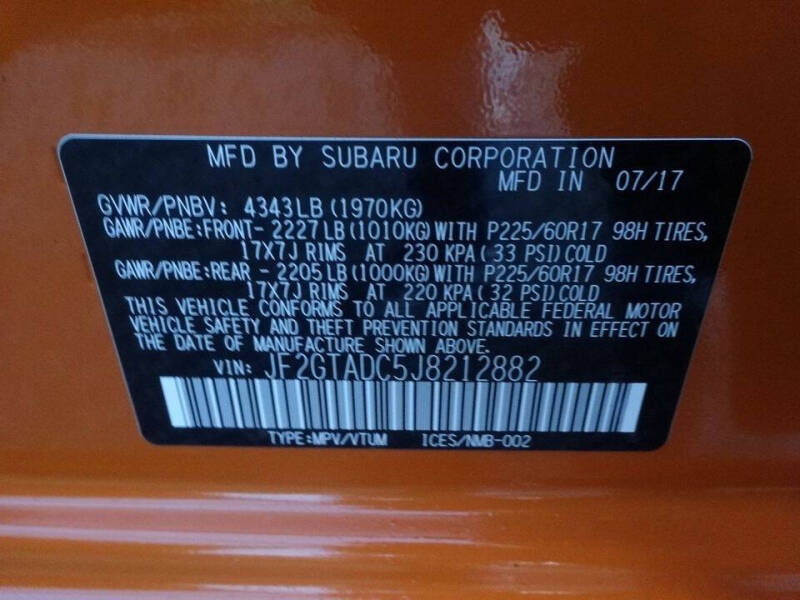 MFD BY SUBARU CORPORATION
MFD IN 07/17
GVWR/PNBV: 4343LB(1970KG)
GAWR/PNBE:FRONT- 2227LB(1010KG)WITH P225/60R17 98H TIRES,
17X7J RIMS AT 230 KPA(33 PSI)COLD
GAWR/PNBE:REAR - 2205LB(1000KG)WITH P225/60R17 98H TIRES,
17X7J RIMS AT 220 KPA(32 PSI)COLD
THIS VEHICLE CONFORMS TO ALL APPLICABLE FEDERAL MOTOR
VEHICLE SAFETY AND THEFT PREVENTION STANDARDS IN EFFECT ON
THE DATE OF MANUFACTURE SHOWN ABOVE.
VIN: JF2GTADC5J8212882
TYPE:MPV/VTUM ICES/NMB-002